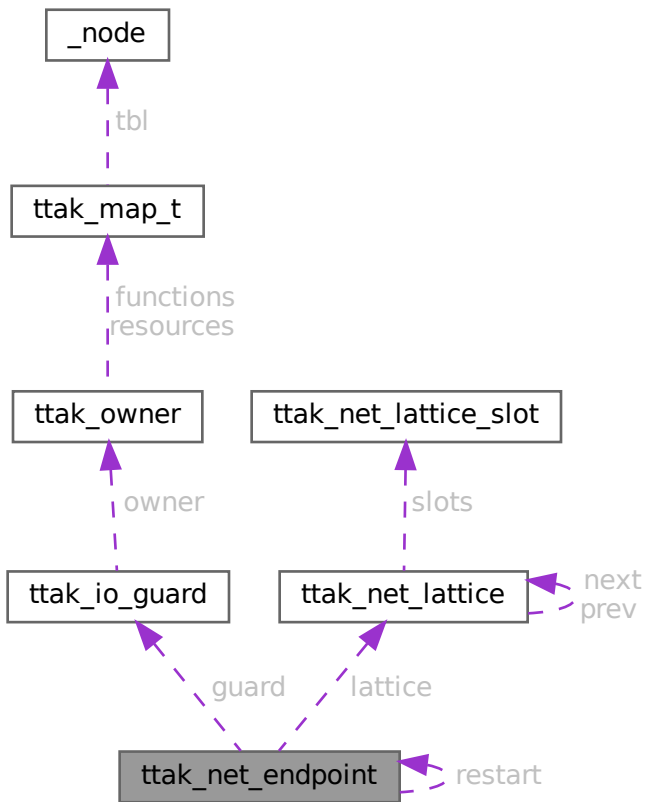 _node
tbl
ttak_map_t
functions
resources
ttak_owner
ttak_net_lattice_slot
owner
slots
ttak_io_guard
ttak_net_lattice
next
prev
guard
lattice
ttak_net_endpoint
restart